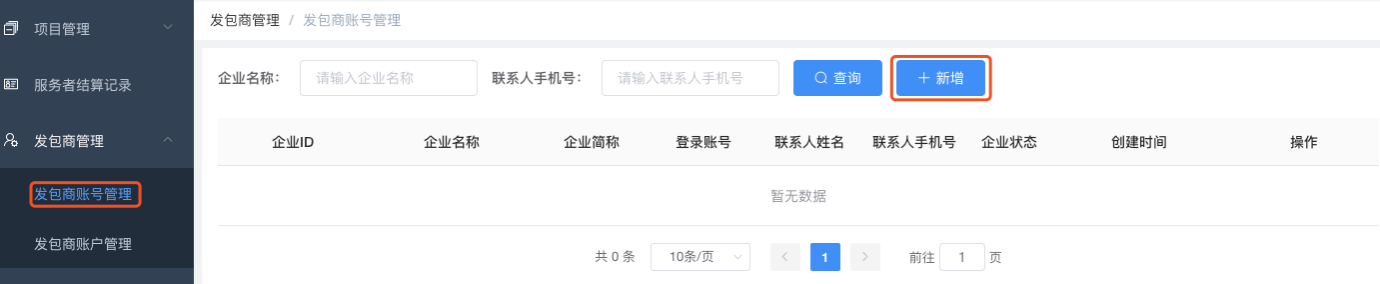 项目管理
服务者结算记录
发包商管理
发包商账号管理
发包商账户管理
发包商管理 / 发包商账号管理
企业名称： 请输入企业名称 联系人手机号： 请输入联系人手机号 查询 + 新增
企业ID 企业名称 企业简称 登录账号 联系人姓名 联系人手机号 企业状态 创建时间 操作
暂无数据
共 0 条 10条/页 < 1 > 前往 1 页